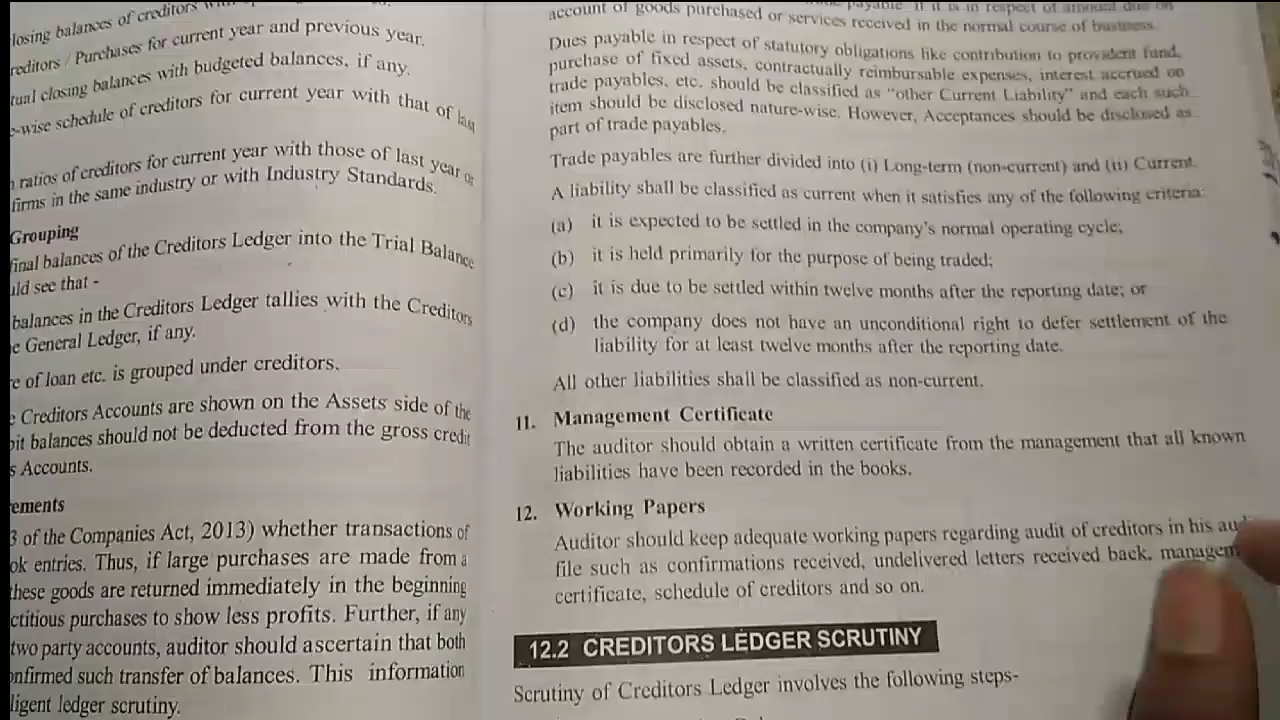 losing balances of creditors
reditors / Purchases for current year and previous year.
tual closing balances with budgeted balances, if any.
-wise schedule of creditors for current year with that of last
ratios of creditors for current year with those of last year or
firms in the same industry or with Industry Standards.
Grouping
final balances of the Creditors Ledger into the Trial Balance
uld see that -
balances in the Creditors Ledger tallies with the Creditors
e General Ledger, if any.
e of loan etc. is grouped under creditors.
Creditors Accounts are shown on the Assets side of the
bit balances should not be deducted from the gross credit
s Accounts.
ements
3 of the Companies Act, 2013) whether transactions of
ok entries. Thus, if large purchases are made from a
these goods are returned immediately in the beginning
ctitious purchases to show less profits. Further, if any
two party accounts, auditor should ascertain that both
onfirmed such transfer of balances. This information
ligent ledger scrutiny.
payable. If it is in respect of amount due on
account of goods purchased or services received in the normal course of business.
Dues payable in respect of statutory obligations like contribution to provident fund,
purchase of fixed assets, contractually reimbursable expenses, interest accrued on
trade payables, etc. should be classified as "other Current Liability" and each such
item should be disclosed nature-wise. However, Acceptances should be disclosed as
part of trade payables.
Trade payables are further divided into (i) Long-term (non-current) and (ii) Current.
A liability shall be classified as current when it satisfies any of the following criteria:
(a) it is expected to be settled in the company's normal operating cycle;
(b) it is held primarily for the purpose of being traded;
(c) it is due to be settled within twelve months after the reporting date; or
(d) the company does not have an unconditional right to defer settlement of the
liability for at least twelve months after the reporting date.
All other liabilities shall be classified as non-current.
11. Management Certificate
The auditor should obtain a written certificate from the management that all known
liabilities have been recorded in the books.
12. Working Papers
Auditor should keep adequate working papers regarding audit of creditors in his aud
file such as confirmations received, undelivered letters received back, managem
certificate, schedule of creditors and so on.
12.2 CREDITORS LEDGER SCRUTINY
Scrutiny of Creditors Ledger involves the following steps-